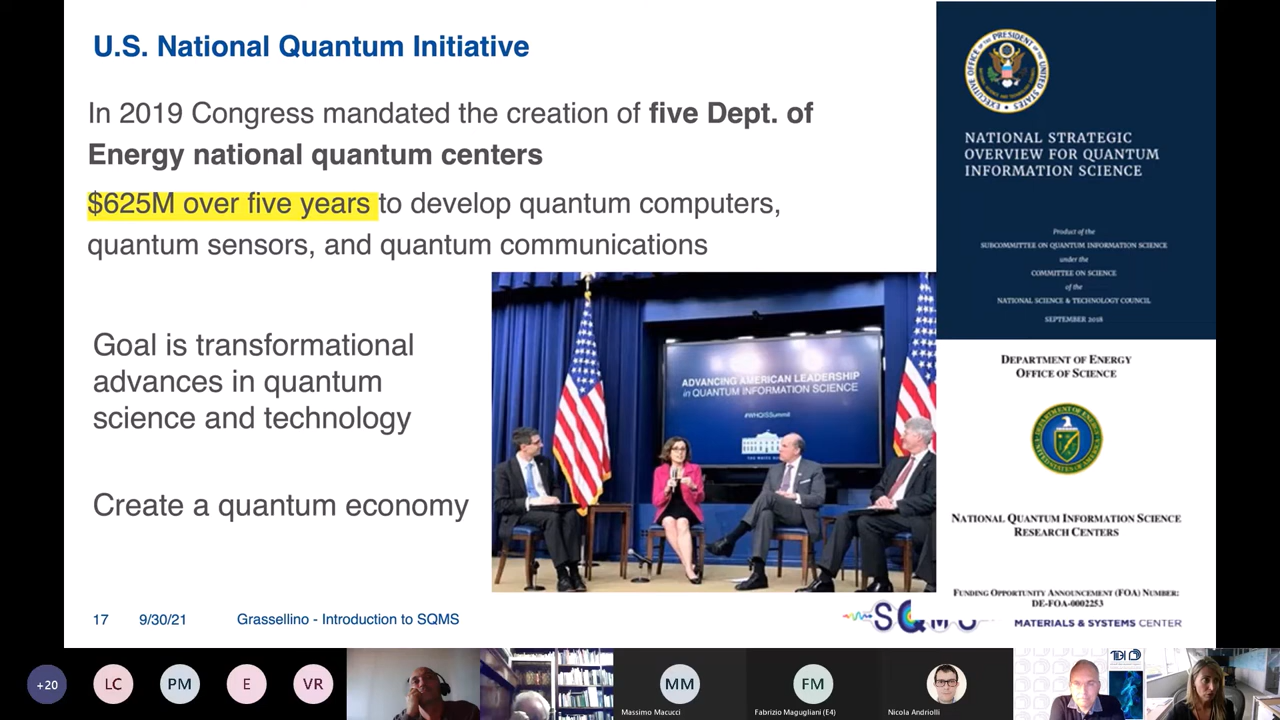 U.S. National Quantum Initiative
In 2019 Congress mandated the creation of five Dept. of
Energy national quantum centers
$625M over five years to develop quantum computers,
quantum sensors, and quantum communications
Goal is transformational
advances in quantum
science and technology
Create a quantum economy
ADVANCING AMERICAN LEADERSHIP
in QUANTUM INFORMATION SCIENCE
#WHQISSummit
THE WHITE
NATIONAL STRATEGIC
OVERVIEW FOR QUANTUM
INFORMATION SCIENCE
Product of the
SUBCOMMITTEE ON QUANTUM INFORMATION SCIENCE
under the
COMMITTEE ON SCIENCE
of the
NATIONAL SCIENCE & TECHNOLOGY COUNCIL
SEPTEMBER 2018
DEPARTMENT OF ENERGY
OFFICE OF SCIENCE
NATIONAL QUANTUM INFORMATION SCIENCE
RESEARCH CENTERS
FUNDING OPPORTUNITY ANNOUNCEMENT (FOA) NUMBER:
DE-FOA-0002253
17 9/30/21 Grassellino - Introduction to SQMS
SQMS MATERIALS & SYSTEMS CENTER
+20 LC PM E VR MM FM
Massimo Macucci Fabrizio Magugliani (E4) Nicola Andriolli